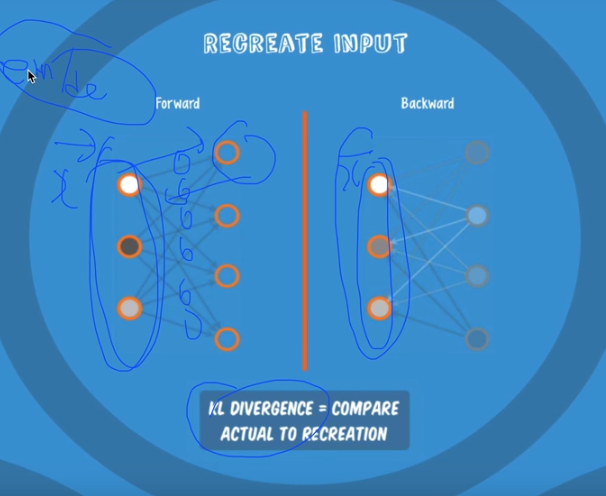 RECREATE INPUT
Forward
Backward
KL DIVERGENCE = COMPARE
ACTUAL TO RECREATION